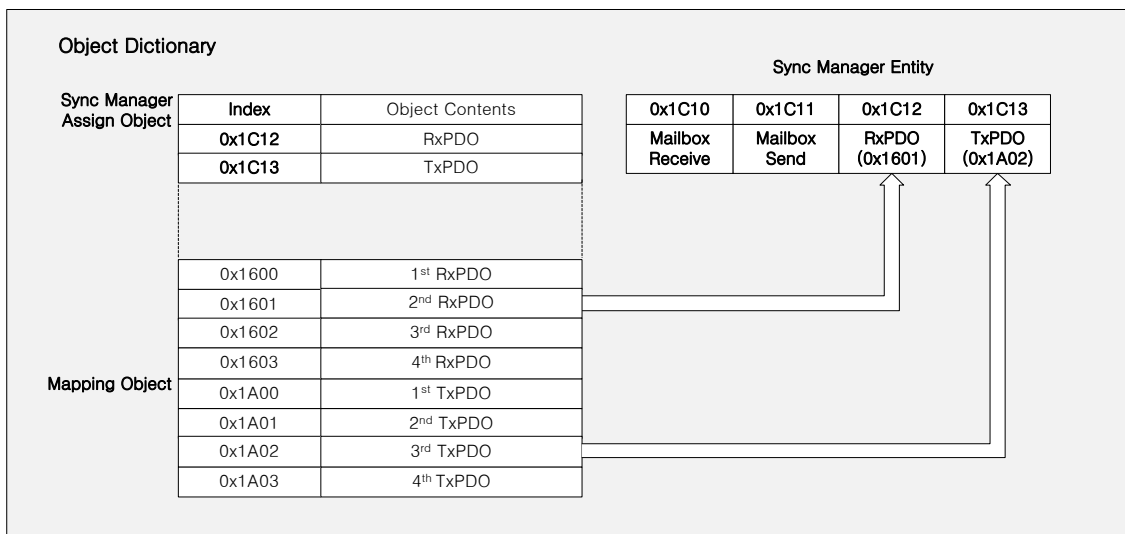 Object Dictionary
Sync Manager Entity
Sync Manager
Assign Object
Index Object Contents
0x1C12 RxPDO
0x1C13 TxPDO
0x1C10 0x1C11 0x1C12 0x1C13
Mailbox Mailbox RxPDO TxPDO
Receive Send (0x1601) (0x1A02)
Mapping Object
0x1600 1st RxPDO
0x1601 2nd RxPDO
0x1602 3rd RxPDO
0x1603 4th RxPDO
0x1A00 1st TxPDO
0x1A01 2nd TxPDO
0x1A02 3rd TxPDO
0x1A03 4th TxPDO